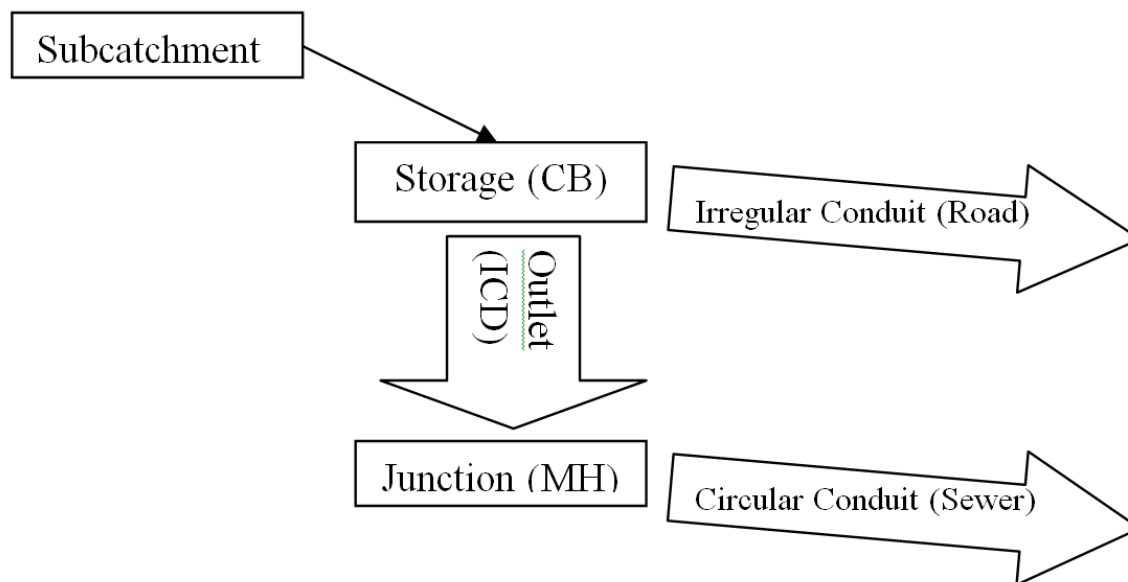 Subcatchment
Storage (CB)
Irregular Conduit (Road)
Outlet
(ICD)
Junction (MH)
Circular Conduit (Sewer)